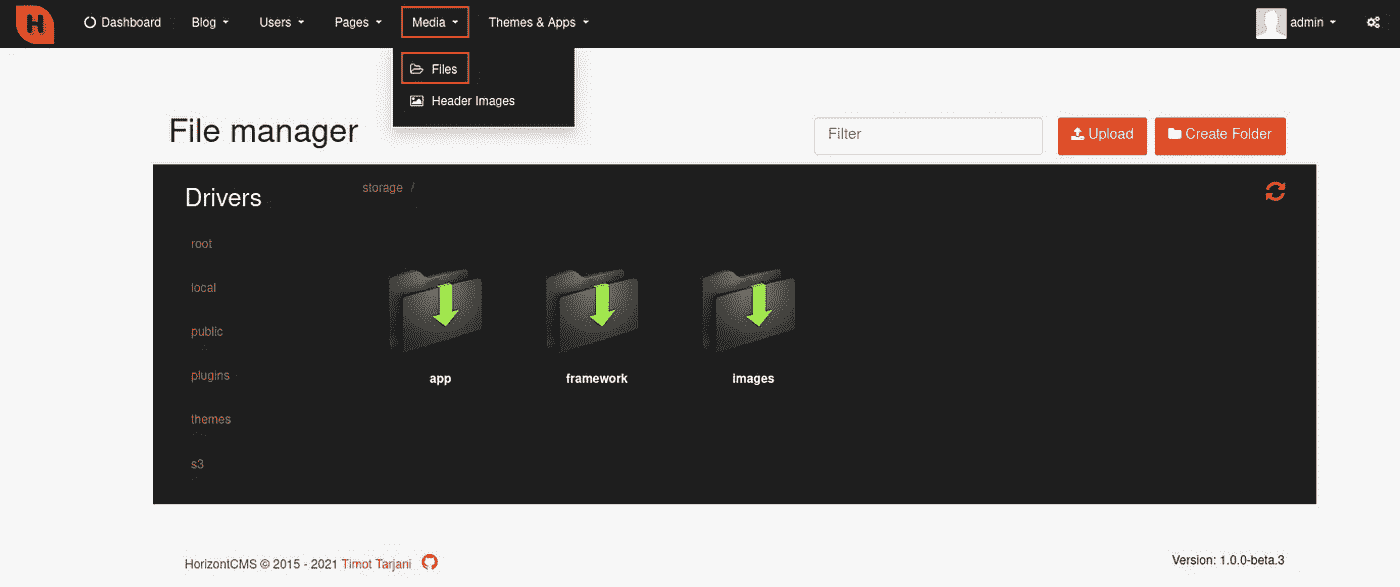 H Dashboard Blog Users Pages Media Themes & Apps admin
Files
Header Images
File manager
Filter Upload Create Folder
Drivers
storage /
root
local
public
plugins
themes
s3
app framework images
HorizontCMS © 2015 - 2021 Timot Tarjani
Version: 1.0.0-beta.3